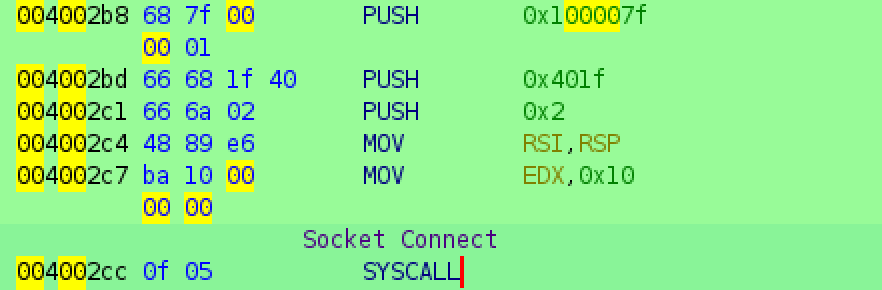 004002b8 68 7f 00 PUSH 0x100007f
00 01
004002bd 66 68 1f 40 PUSH 0x401f
004002c1 66 6a 02 PUSH 0x2
004002c4 48 89 e6 MOV RSI,RSP
004002c7 ba 10 00 MOV EDX,0x10
00 00
Socket Connect
004002cc 0f 05 SYSCALL